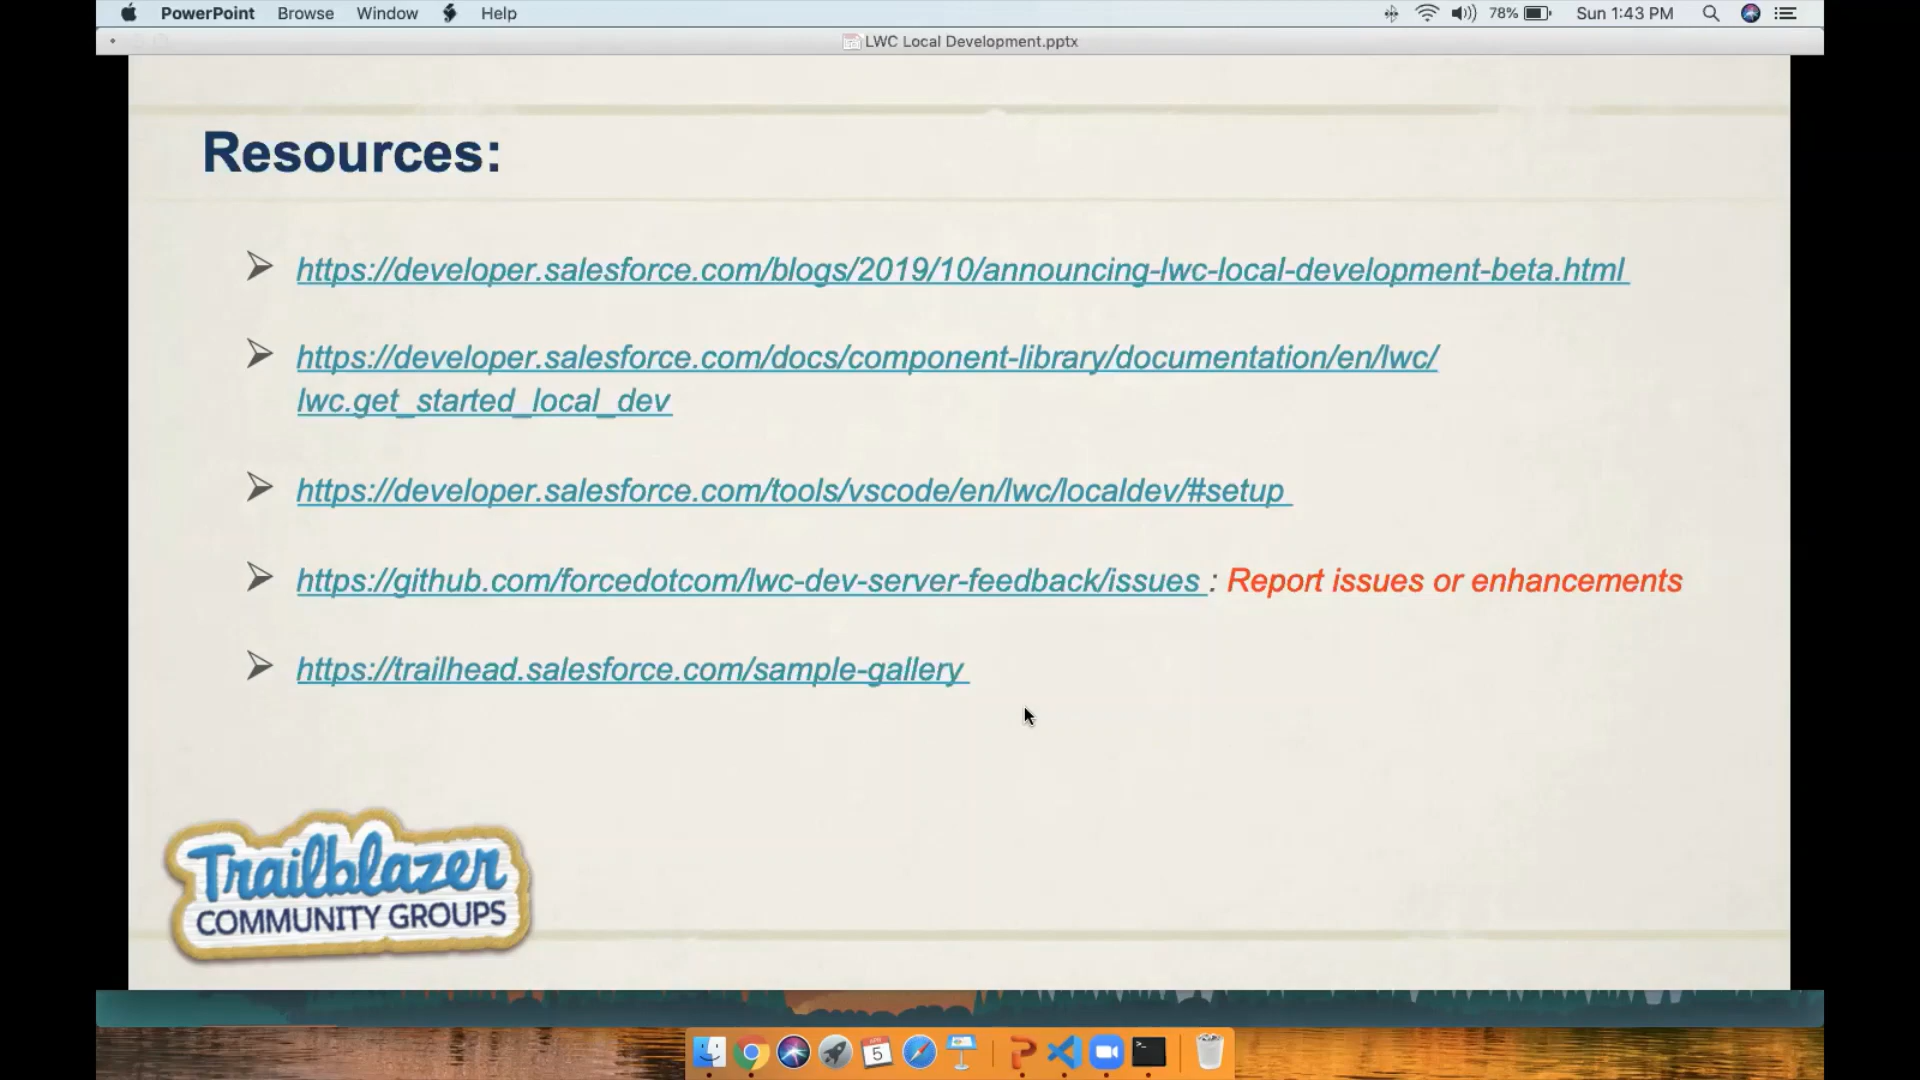 PowerPoint Browse Window Help 78% Sun 1:43 PM
LWC Local Development.pptx
Resources:
https://developer.salesforce.com/blogs/2019/10/announcing-lwc-local-development-beta.html
https://developer.salesforce.com/docs/component-library/documentation/en/lwc/
lwc.get_started_local_dev
https://developer.salesforce.com/tools/vscode/en/lwc/localdev/#setup
https://github.com/forcedotcom/lwc-dev-server-feedback/issues : Report issues or enhancements
https://trailhead.salesforce.com/sample-gallery
Trailblazer
COMMUNITY GROUPS
5